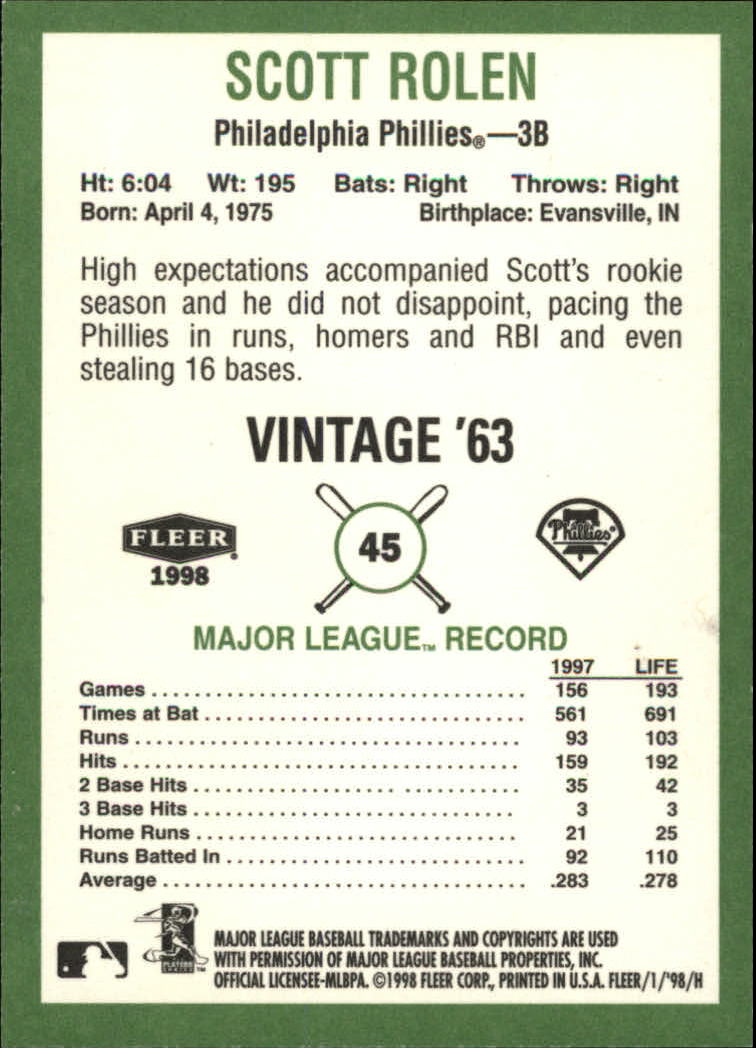 SCOTT ROLEN
Philadelphia Phillies®—3B
Ht: 6:04 Wt: 195 Bats: Right Throws: Right
Born: April 4, 1975 Birthplace: Evansville, IN
High expectations accompanied Scott's rookie
season and he did not disappoint, pacing the
Phillies in runs, homers and RBI and even
stealing 16 bases.
VINTAGE '63
FLEER
1998
45
Phillies
MAJOR LEAGUE™ RECORD
1997 LIFE
Games 156 193
Times at Bat 561 691
Runs 93 103
Hits 159 192
2 Base Hits 35 42
3 Base Hits 3 3
Home Runs 21 25
Runs Batted In 92 110
Average .283 .278
PLAYERS CHOICE ™
MAJOR LEAGUE BASEBALL TRADEMARKS AND COPYRIGHTS ARE USED
WITH PERMISSION OF MAJOR LEAGUE BASEBALL PROPERTIES, INC.
OFFICIAL LICENSEE-MLBPA. ©1998 FLEER CORP., PRINTED IN U.S.A. FLEER/1/'98/H